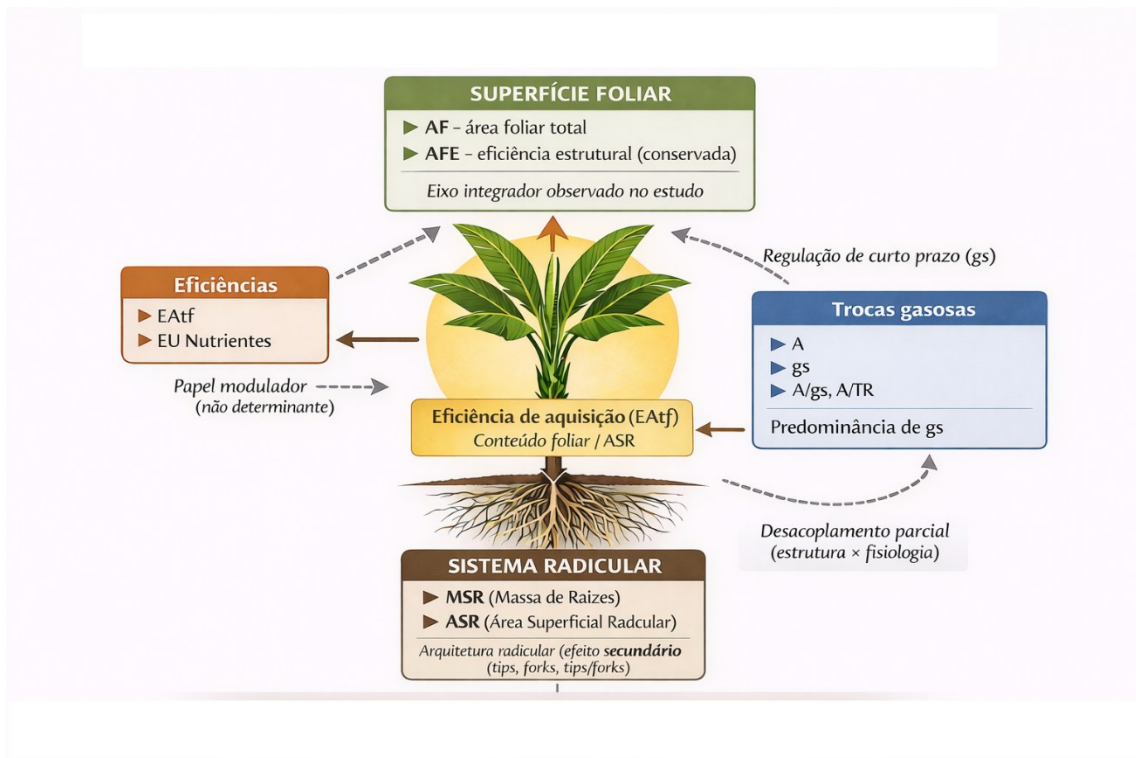 SUPERFÍCIE FOLIAR
▶ AF – área foliar total
▶ AFE – eficiência estrutural (conservada)
Eixo integrador observado no estudo
Regulação de curto prazo (gs)
Eficiências
▶ EAtf
▶ EU Nutrientes
Papel modulador
(não determinante)
Trocas gasosas
▶ A
▶ gs
▶ A/gs, A/TR
Predominância de gs
Eficiência de aquisição (EAtf)
Conteúdo foliar / ASR
Desacoplamento parcial
(estrutura × fisiologia)
SISTEMA RADICULAR
▶ MSR (Massa de Raizes)
▶ ASR (Área Superficial Radcular)
Arquitetura radicular (efeito secundário
(tips, forks, tips/forks)